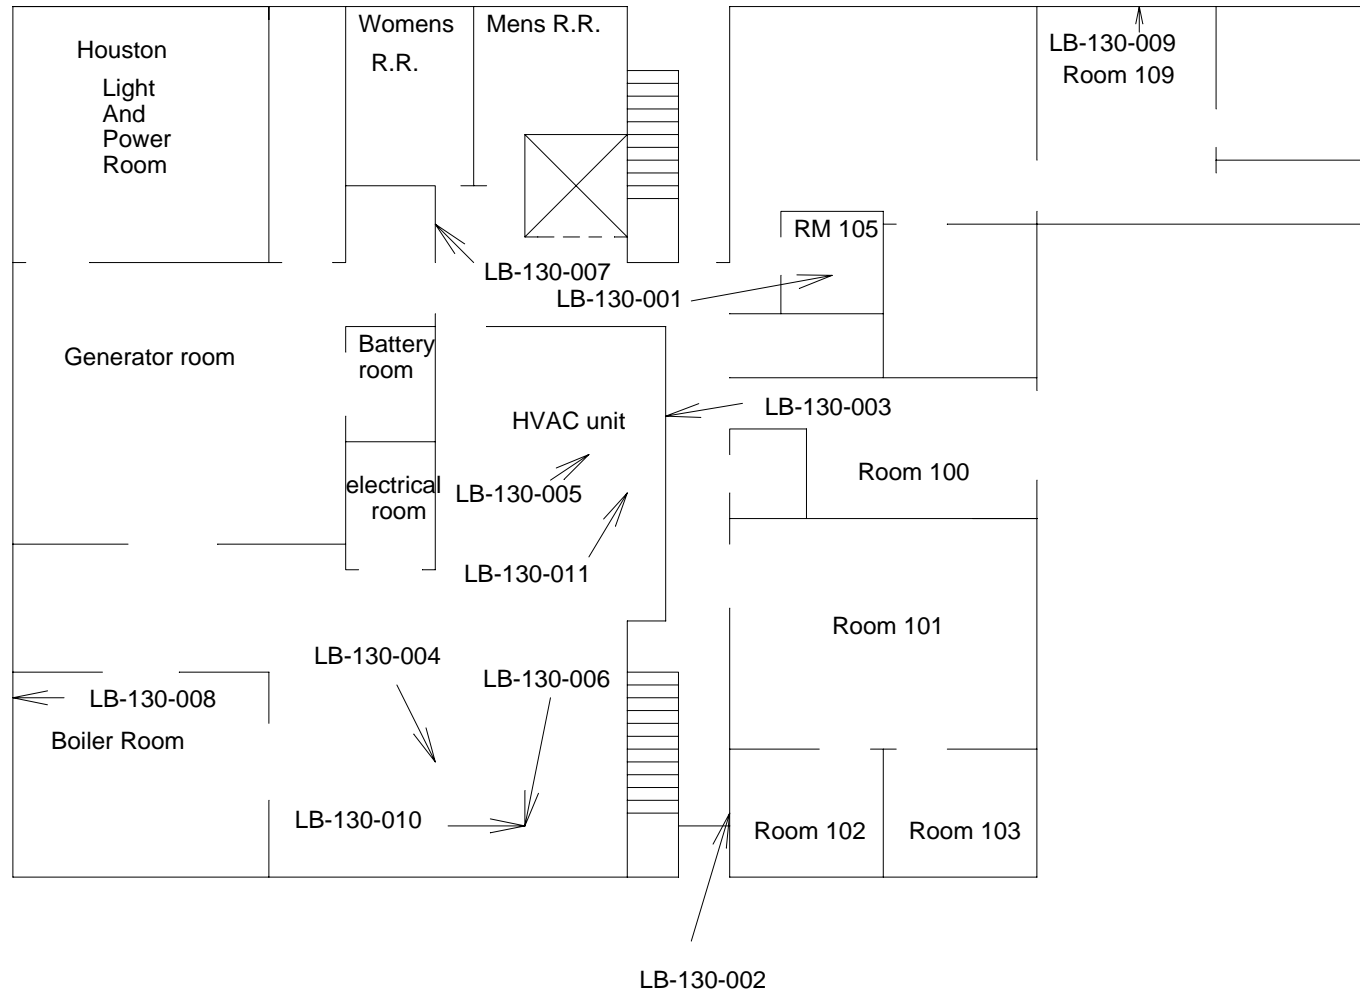 Womens
R.R.
Mens R.R.
Houston
Light
And
Power
Room
LB-130-009
Room 109
RM 105
LB-130-007
LB-130-001
Generator room
Battery
room
LB-130-003
HVAC unit
Room 100
electrical
room
LB-130-005
LB-130-011
Room 101
LB-130-004
LB-130-006
LB-130-008
Boiler Room
LB-130-010
Room 102
Room 103
LB-130-002